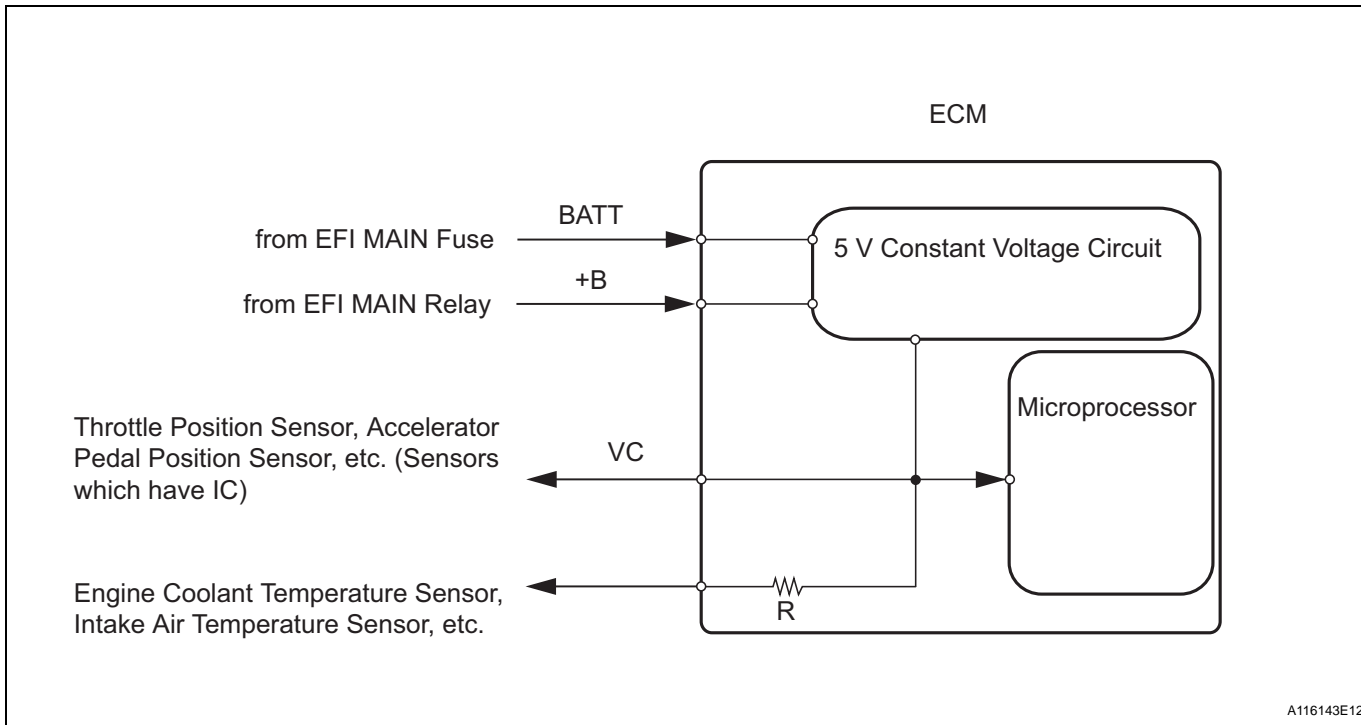 ECM
BATT
from EFI MAIN Fuse
5 V Constant Voltage Circuit
+B
from EFI MAIN Relay
Microprocessor
Throttle Position Sensor, Accelerator
Pedal Position Sensor, etc. (Sensors
which have IC)
VC
Engine Coolant Temperature Sensor,
Intake Air Temperature Sensor, etc.
R
A116143E12